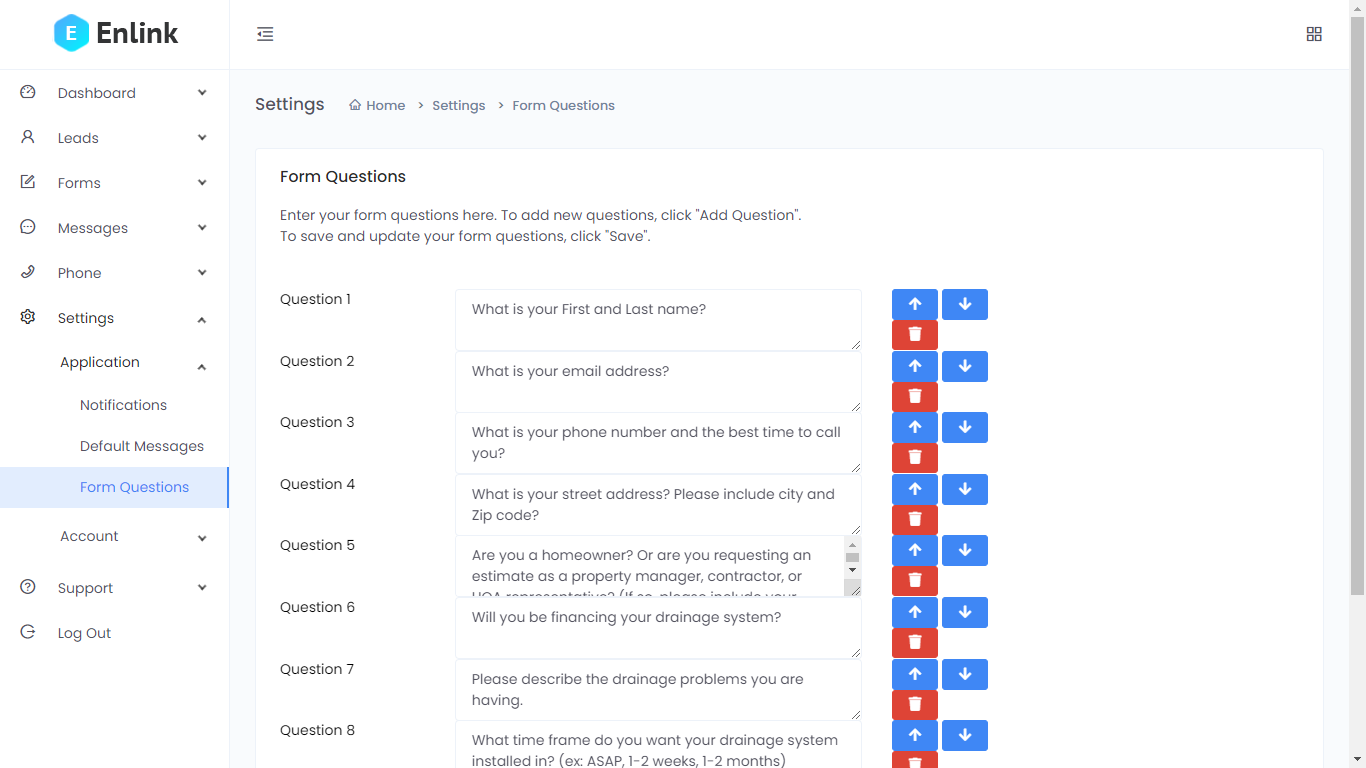 E Enlink
Dashboard
Leads
Forms
Messages
Phone
Settings
Application
Notifications
Default Messages
Form Questions
Account
Support
Log Out
Settings Home > Settings > Form Questions
Form Questions
Enter your form questions here. To add new questions, click "Add Question".
To save and update your form questions, click "Save".
Question 1
What is your First and Last name?
Question 2
What is your email address?
Question 3
What is your phone number and the best time to call
you?
Question 4
What is your street address? Please include city and
Zip code?
Question 5
Are you a homeowner? Or are you requesting an
estimate as a property manager, contractor, or
HOA representative? (If so, please include your
Question 6
Will you be financing your drainage system?
Question 7
Please describe the drainage problems you are
having.
Question 8
What time frame do you want your drainage system
installed in? (ex: ASAP, 1-2 weeks, 1-2 months)